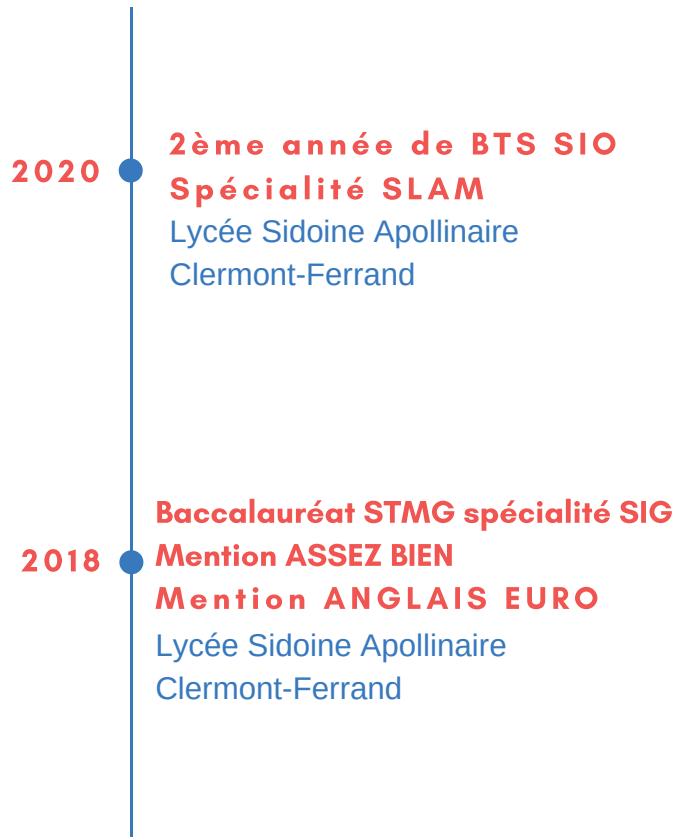 2020
2ème année de BTS SIO
Spécialité SLAM
Lycée Sidoine Apollinaire
Clermont-Ferrand
2018
Baccalauréat STMG spécialité SIG
Mention ASSEZ BIEN
Mention ANGLAIS EURO
Lycée Sidoine Apollinaire
Clermont-Ferrand